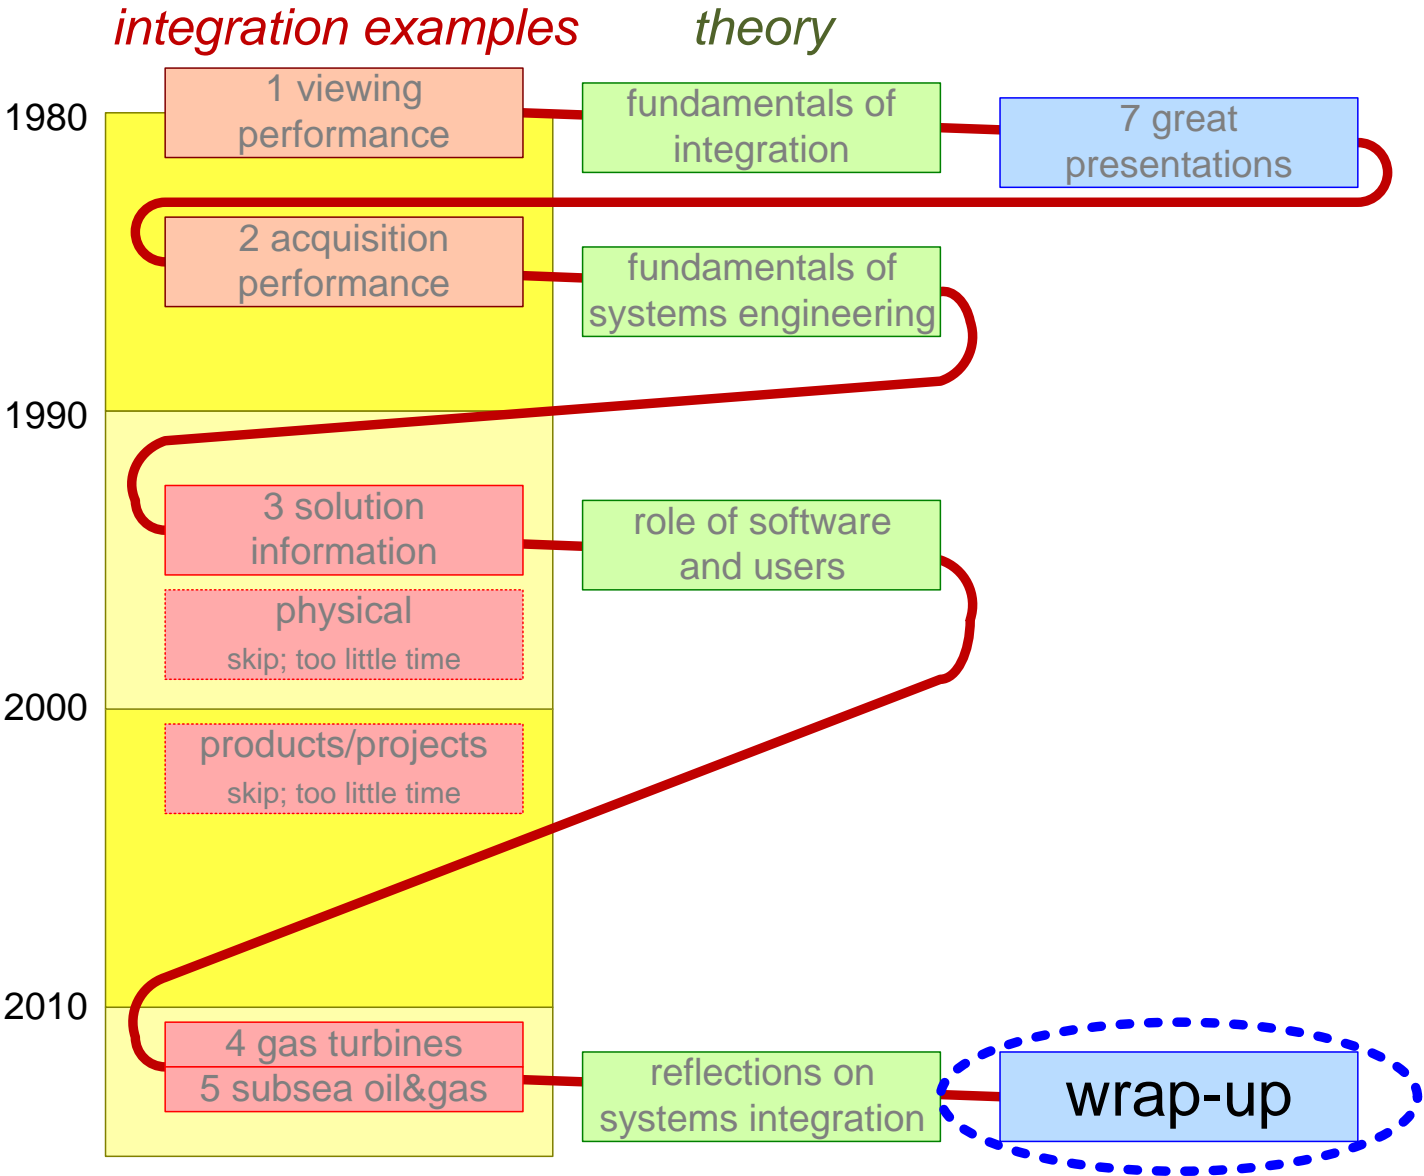 integration examples
theory
1980
1 viewing
performance
fundamentals of
integration
7 great
presentations
2 acquisition
performance
fundamentals of
systems engineering
1990
3 solution
information
role of software
and users
physical
skip; too little time
2000
products/projects
skip; too little time
2010
4 gas turbines
5 subsea oil&gas
reflections on
systems integration
wrap-up